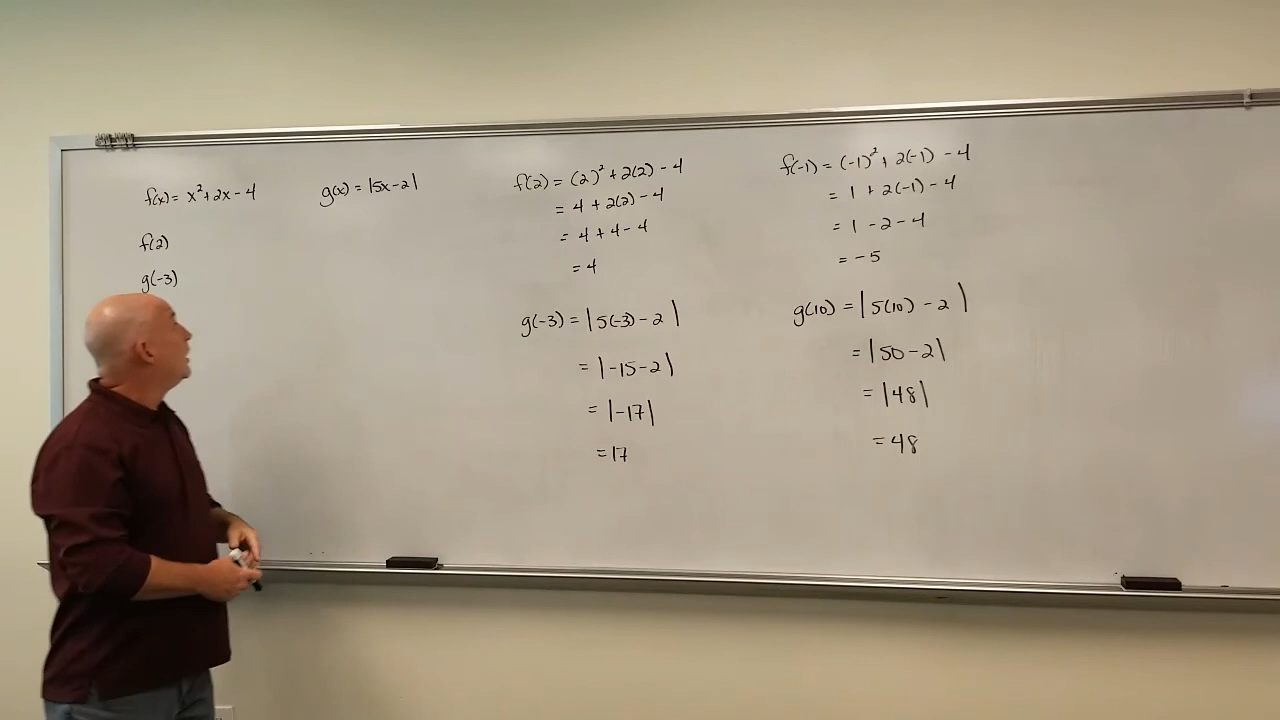 f(x) = x² + 2x - 4
g(x) = |5x - 2|
f(2)
g(-3)
f(2) = (2)² + 2(2) - 4
= 4 + 2(2) - 4
= 4 + 4 - 4
= 4
g(-3) = |5(-3) - 2|
= |-15 - 2|
= |-17|
= 17
f(-1) = (-1)² + 2(-1) - 4
= 1 + 2(-1) - 4
= 1 - 2 - 4
= -5
g(10) = |5(10) - 2|
= |50 - 2|
= |48|
= 48